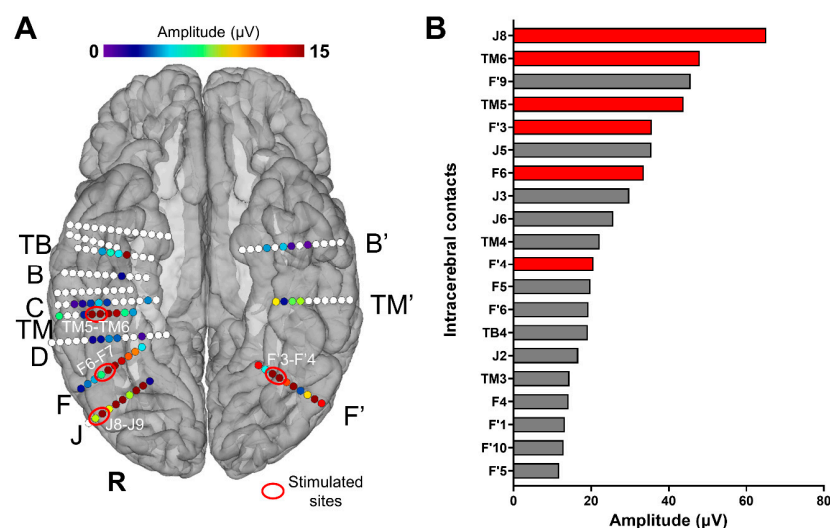 A
Amplitude (µV)
0
15
TB
B
C
TM
D
F
J
TM5-TM6
F6-F7
J8-J9
B’
TM’
F’3-F’4
F’
R
Stimulated
sites
B
Intracerebral contacts
J8
TM6
F'9
TM5
F'3
J5
F6
J3
J6
TM4
F'4
F5
F'6
TB4
J2
TM3
F4
F'1
F'10
F'5
0
20
40
60
80
Amplitude (µV)